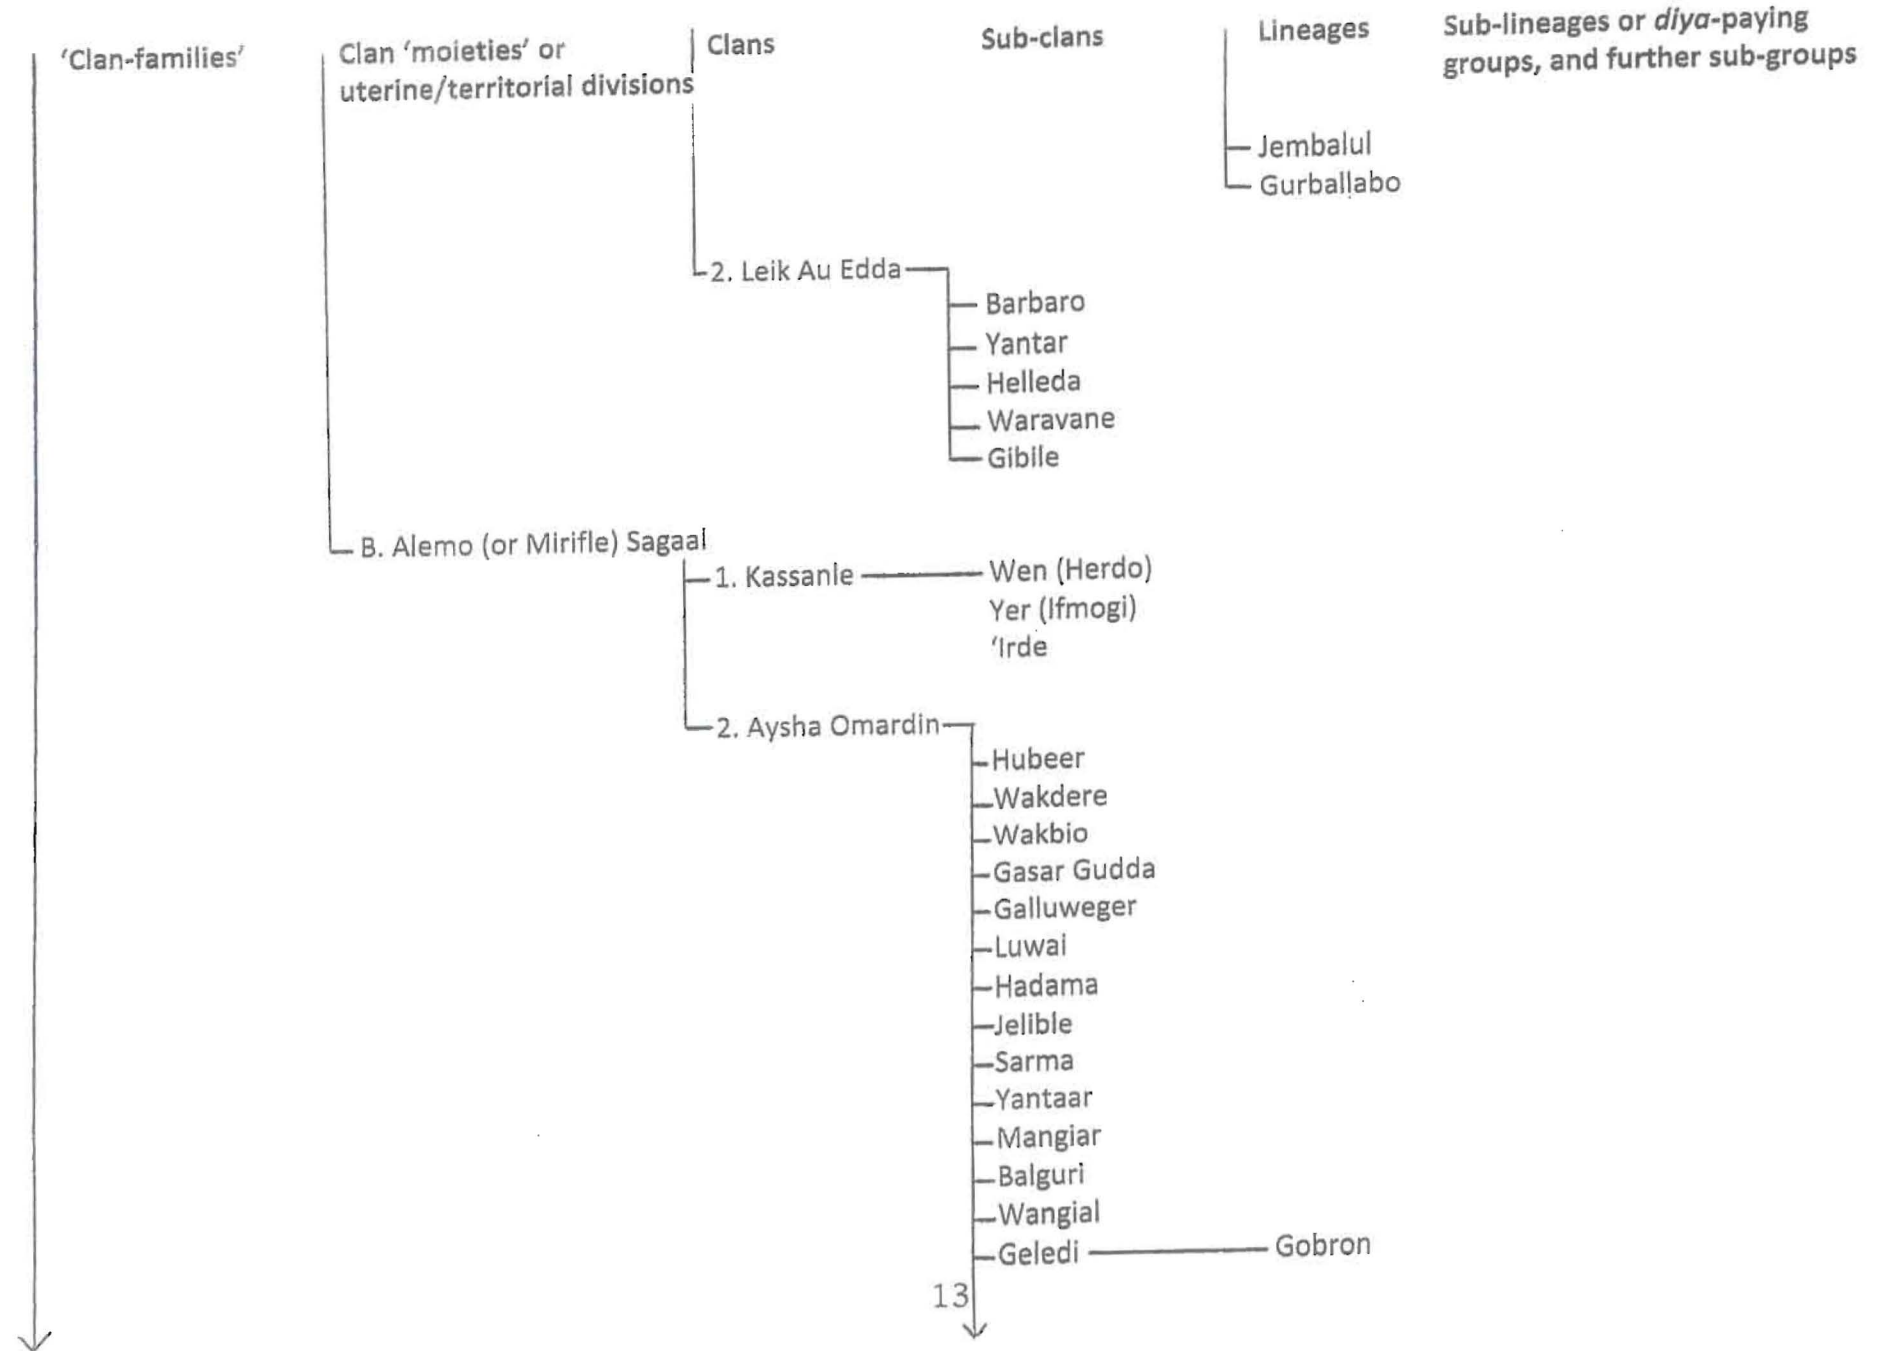 'Clan-families'
Clan 'moieties' or
uterine/territorial divisions
Clans
Sub-clans
Lineages
Sub-lineages or diya-paying
groups, and further sub-groups
Jembalul
Gurballabo
2. Leik Au Edda
Barbaro
Yantar
Helleda
Waravane
Gibile
B. Alemo (or Mirifle) Sagaal
1. Kassanle
Wen (Herdo)
Yer (Ifmogi)
'Irde
2. Aysha Omardin
Hubeer
Wakdere
Wakbio
Gasar Gudda
Galluweger
Luwai
Hadama
Jelible
Sarma
Yantaar
Mangiar
Balguri
Wangial
Geledi
Gobron
13